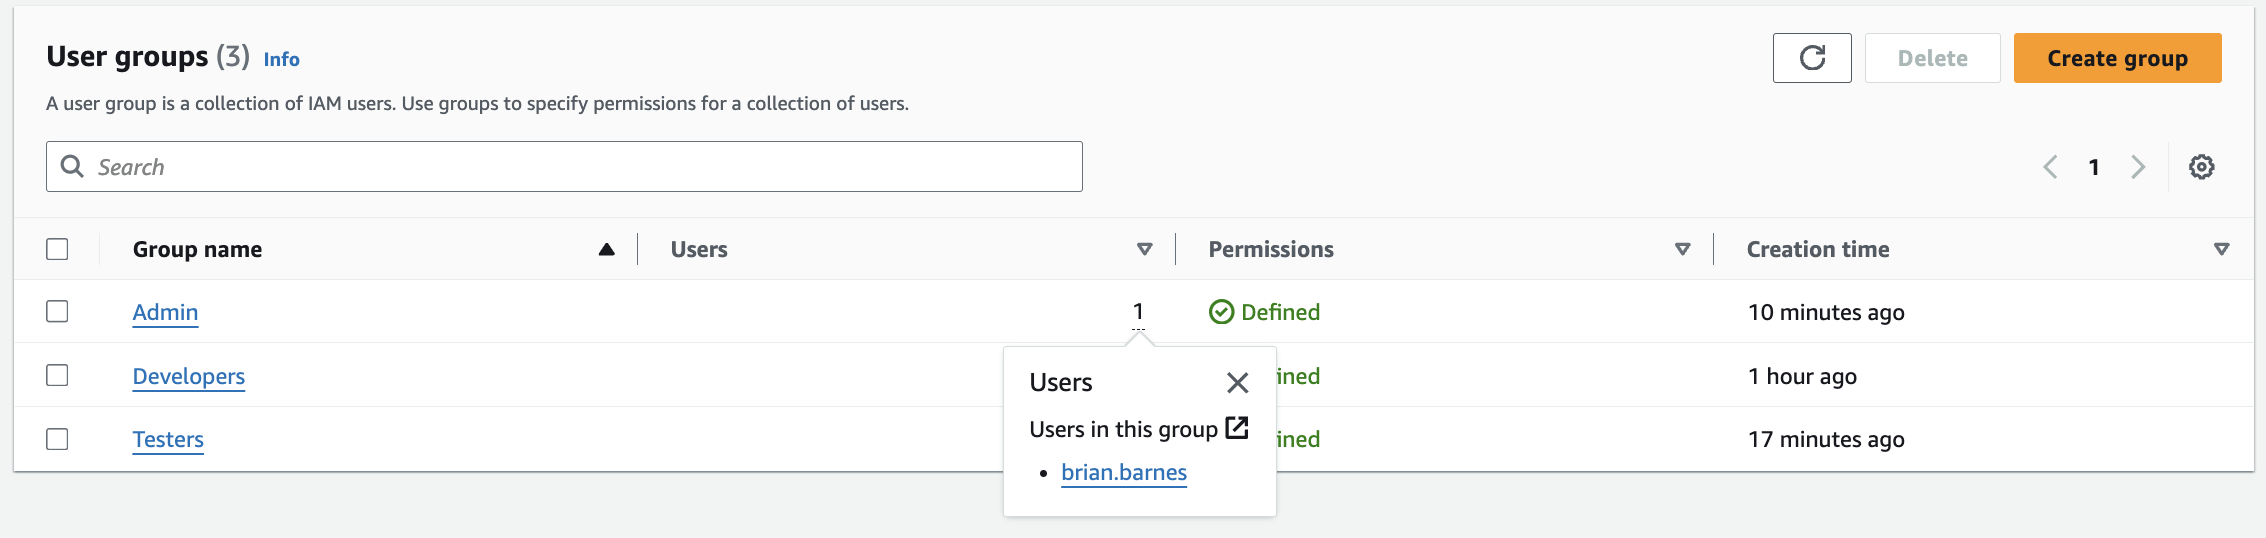 User groups (3) Info
Delete
Create group
A user group is a collection of IAM users. Use groups to specify permissions for a collection of users.
Search
1
Group name
Users
Permissions
Creation time
Admin
1
Defined
10 minutes ago
Developers
ined
1 hour ago
Testers
ined
17 minutes ago
Users
Users in this group
• brian.barnes